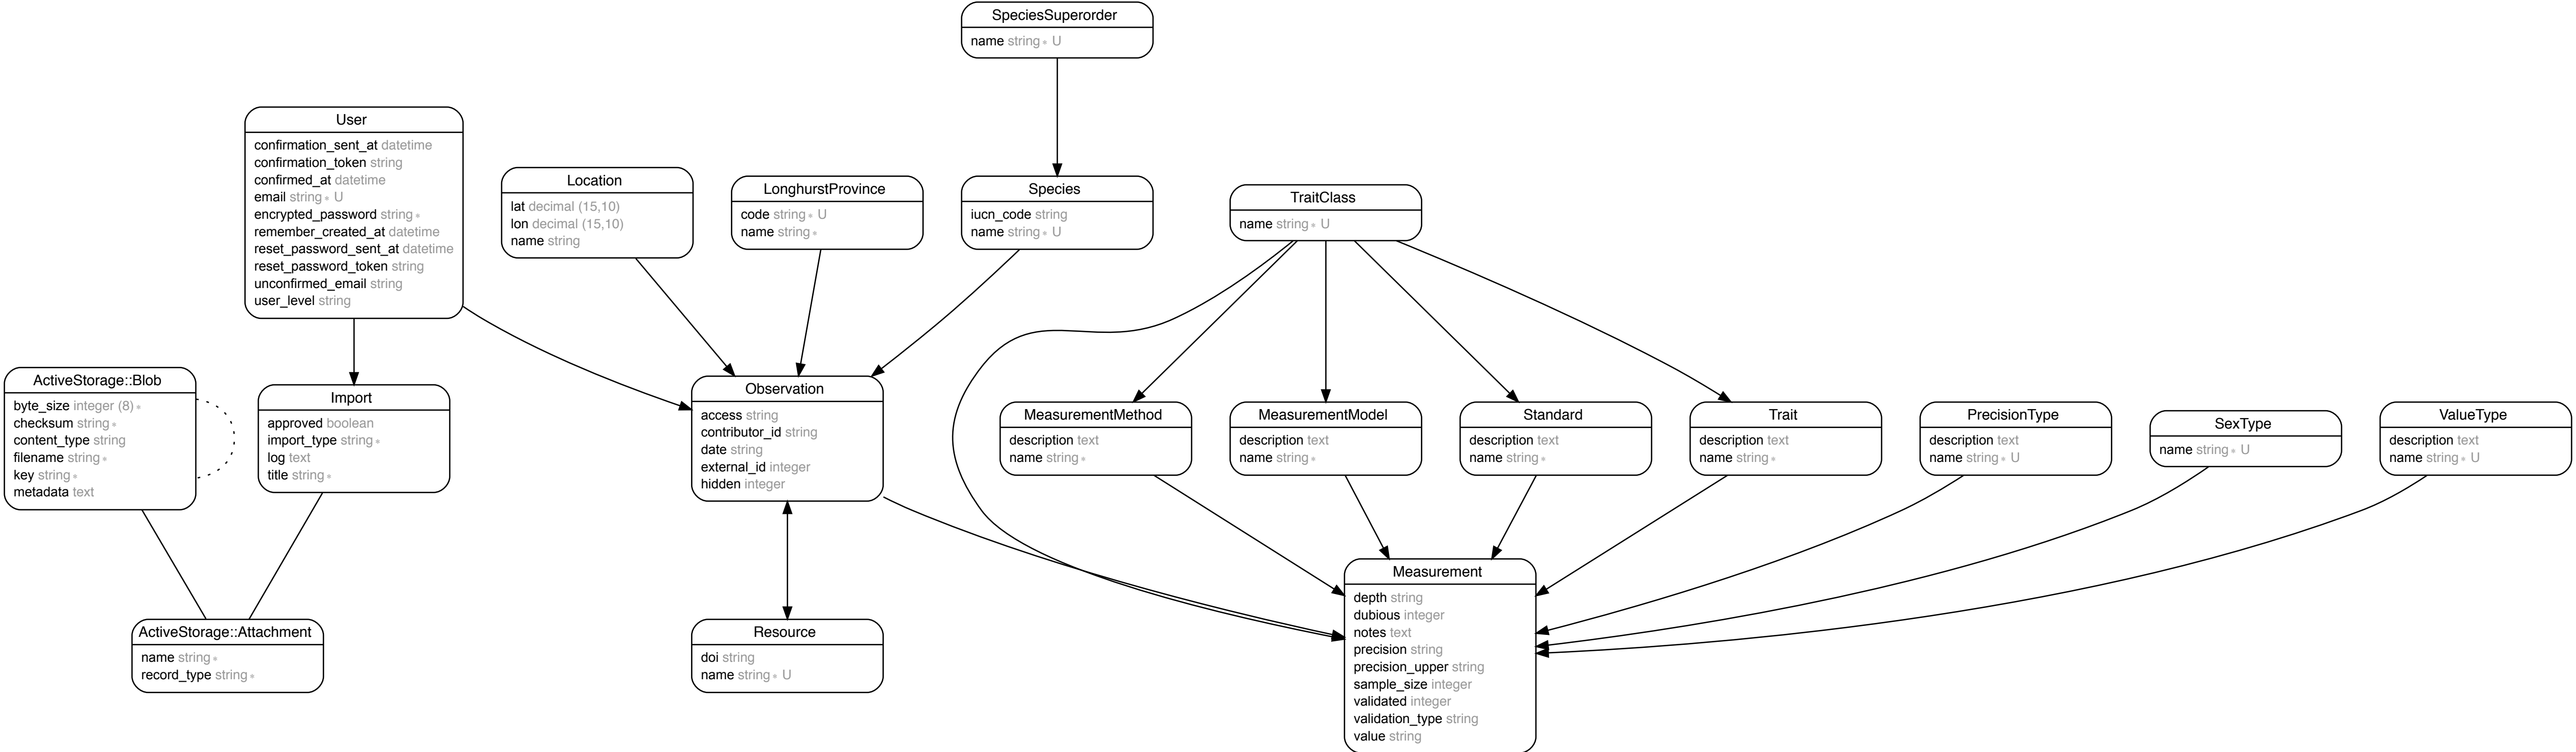 SpeciesSuperorder
name string∗ U
User
confirmation_sent_at datetime
confirmation_token string
confirmed_at datetime
email string∗ U
encrypted_password string∗
remember_created_at datetime
reset_password_sent_at datetime
reset_password_token string
unconfirmed_email string
user_level string
Location
lat decimal (15,10)
lon decimal (15,10)
name string
LonghurstProvince
code string∗ U
name string∗
Species
iucn_code string
name string∗ U
TraitClass
name string∗ U
ActiveStorage::Blob
byte_size integer (8)∗
checksum string∗
content_type string
filename string∗
key string∗
metadata text
Import
approved boolean
import_type string∗
log text
title string∗
Observation
access string
contributor_id string
date string
external_id integer
hidden integer
MeasurementMethod
description text
name string∗
MeasurementModel
description text
name string∗
Standard
description text
name string∗
Trait
description text
name string∗
PrecisionType
description text
name string∗ U
SexType
name string∗ U
ValueType
description text
name string∗ U
ActiveStorage::Attachment
name string∗
record_type string∗
Resource
doi string
name string∗ U
Measurement
depth string
dubious integer
notes text
precision string
precision_upper string
sample_size integer
validated integer
validation_type string
value string